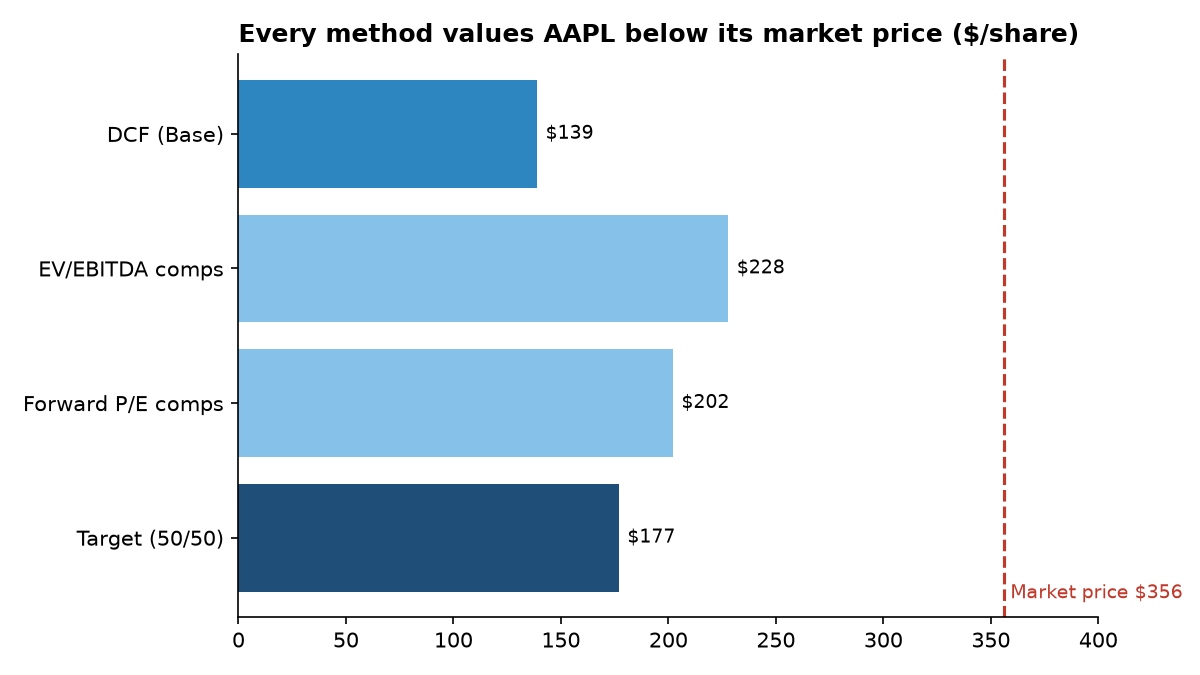 Every method values AAPL below its market price ($/share)
DCF (Base)
$139
EV/EBITDA comps
$228
Forward P/E comps
$202
Target (50/50)
$177
Market price $356
0 50 100 150 200 250 300 350 400